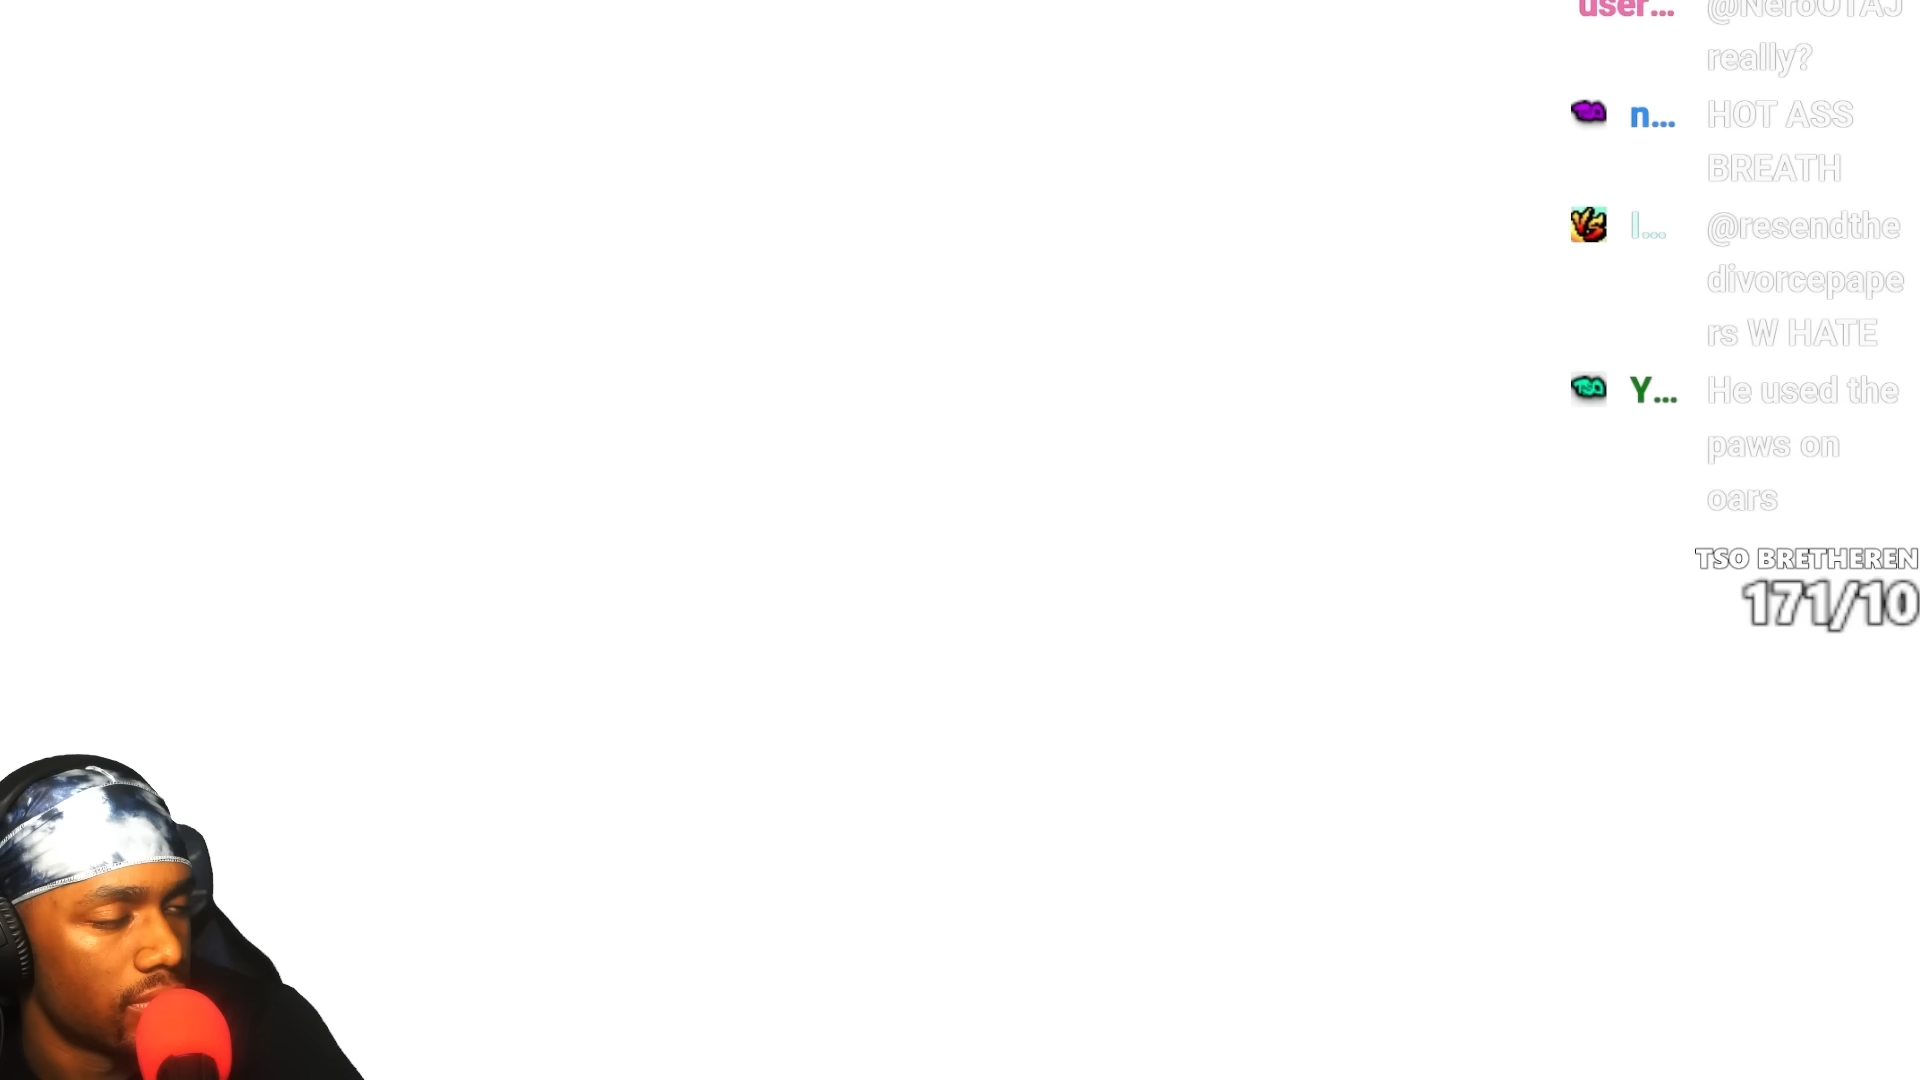 user... @NeroOTAJ
really?
n... HOT ASS
BREATH
l... @resendthe
divorcepape
rs W HATE
Y... He used the
paws on
oars
TSO BRETHEREN
171/10